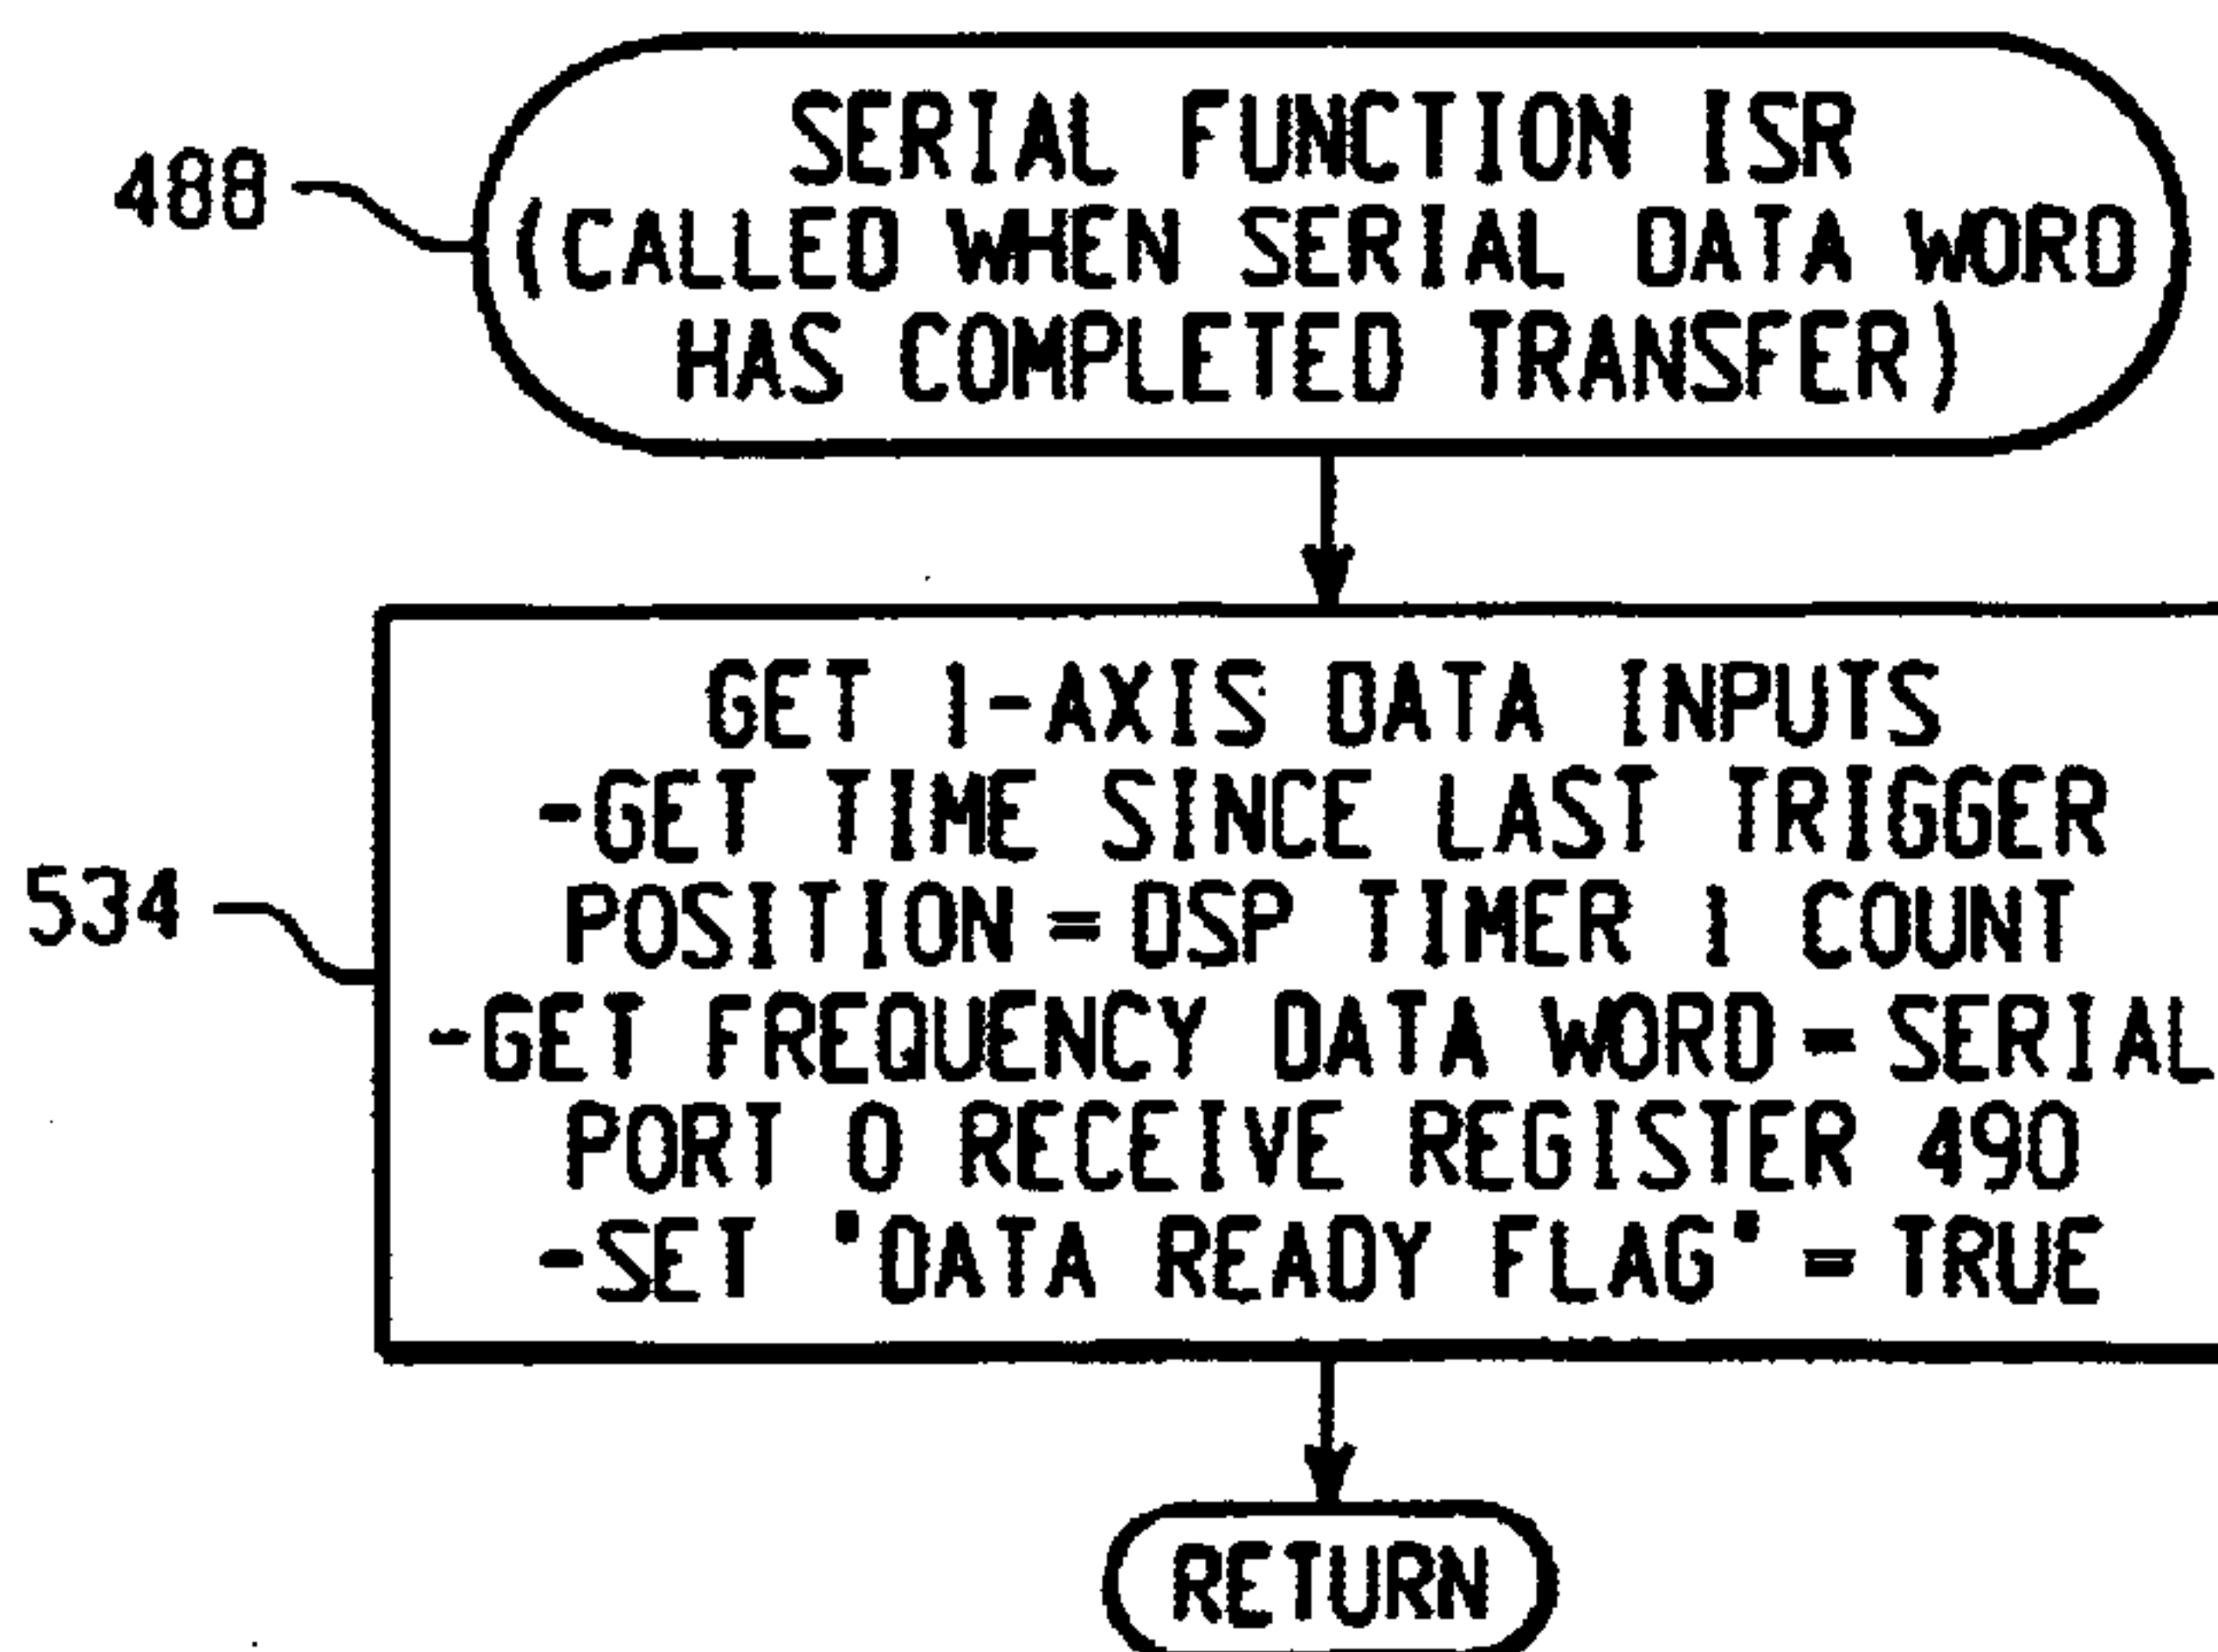 488
SERIAL FUNCTION ISR
(CALLED WHEN SERIAL DATA WORD
HAS COMPLETED TRANSFER)
GET 1-AXIS DATA INPUTS
-GET TIME SINCE LAST TRIGGER
POSITION = DSP TIMER 1 COUNT
534
-GET FREQUENCY DATA WORD = SERIAL
PORT 0 RECEIVE REGISTER 490
-SET 'DATA READY FLAG' = TRUE
RETURN